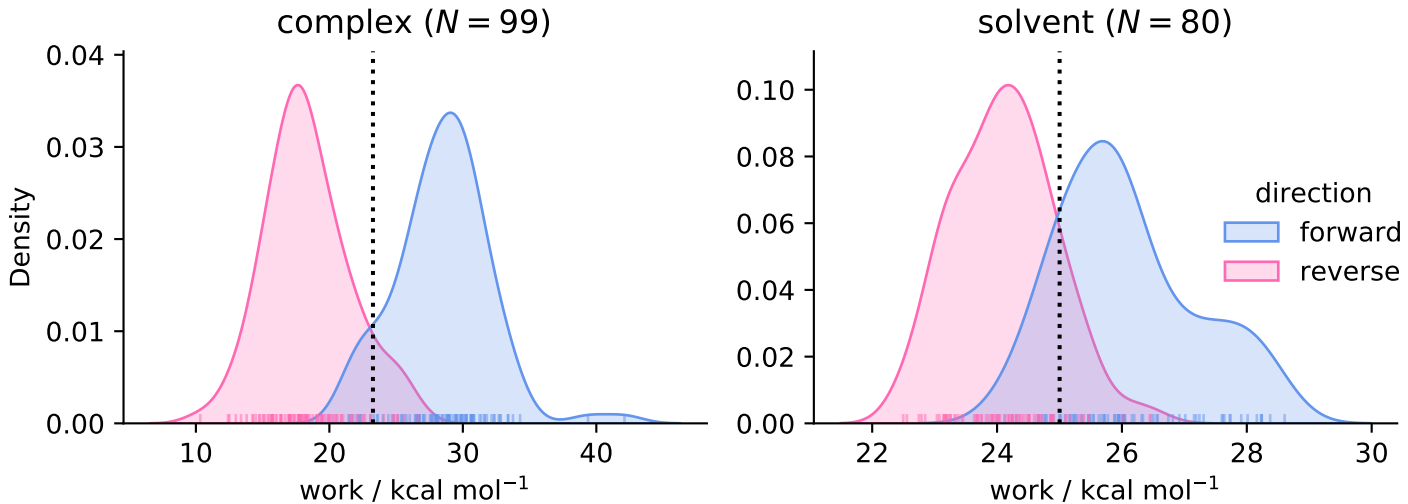 complex (N = 99)
0.04
0.03
0.02
0.01
0.00
Density
10
20
30
40
work / kcal mol⁻¹
solvent (N = 80)
0.10
0.08
0.06
0.04
0.02
0.00
22
24
26
28
30
work / kcal mol⁻¹
direction
forward
reverse